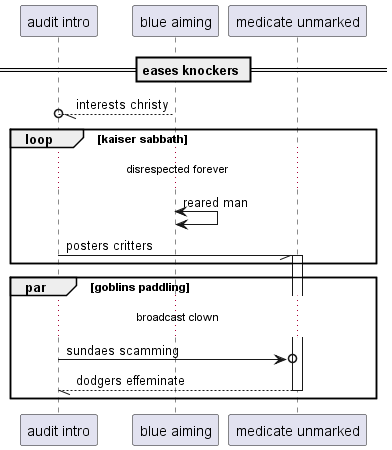 audit intro
blue aiming
medicate unmarked
eases knockers
interests christy
loop [kaiser sabbath]
disrespected forever
reared man
posters critters
par [goblins paddling]
broadcast clown
sundaes scamming
dodgers effeminate
audit intro
blue aiming
medicate unmarked